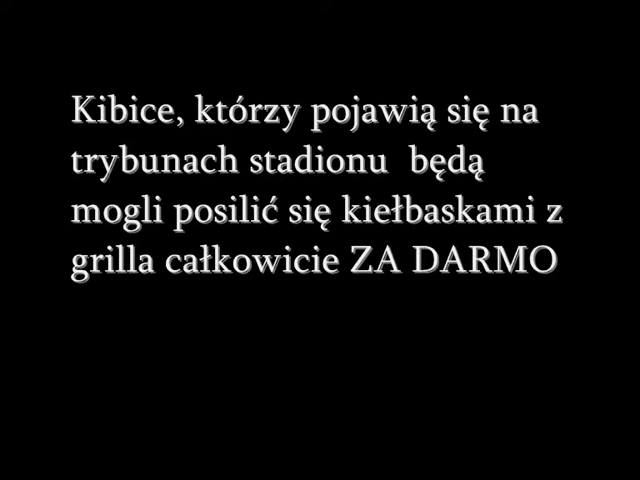 Kibice, którzy pojawią się na
trybunach stadionu  będą
mogli posilić się kiełbaskami z
grilla całkowicie ZA DARMO